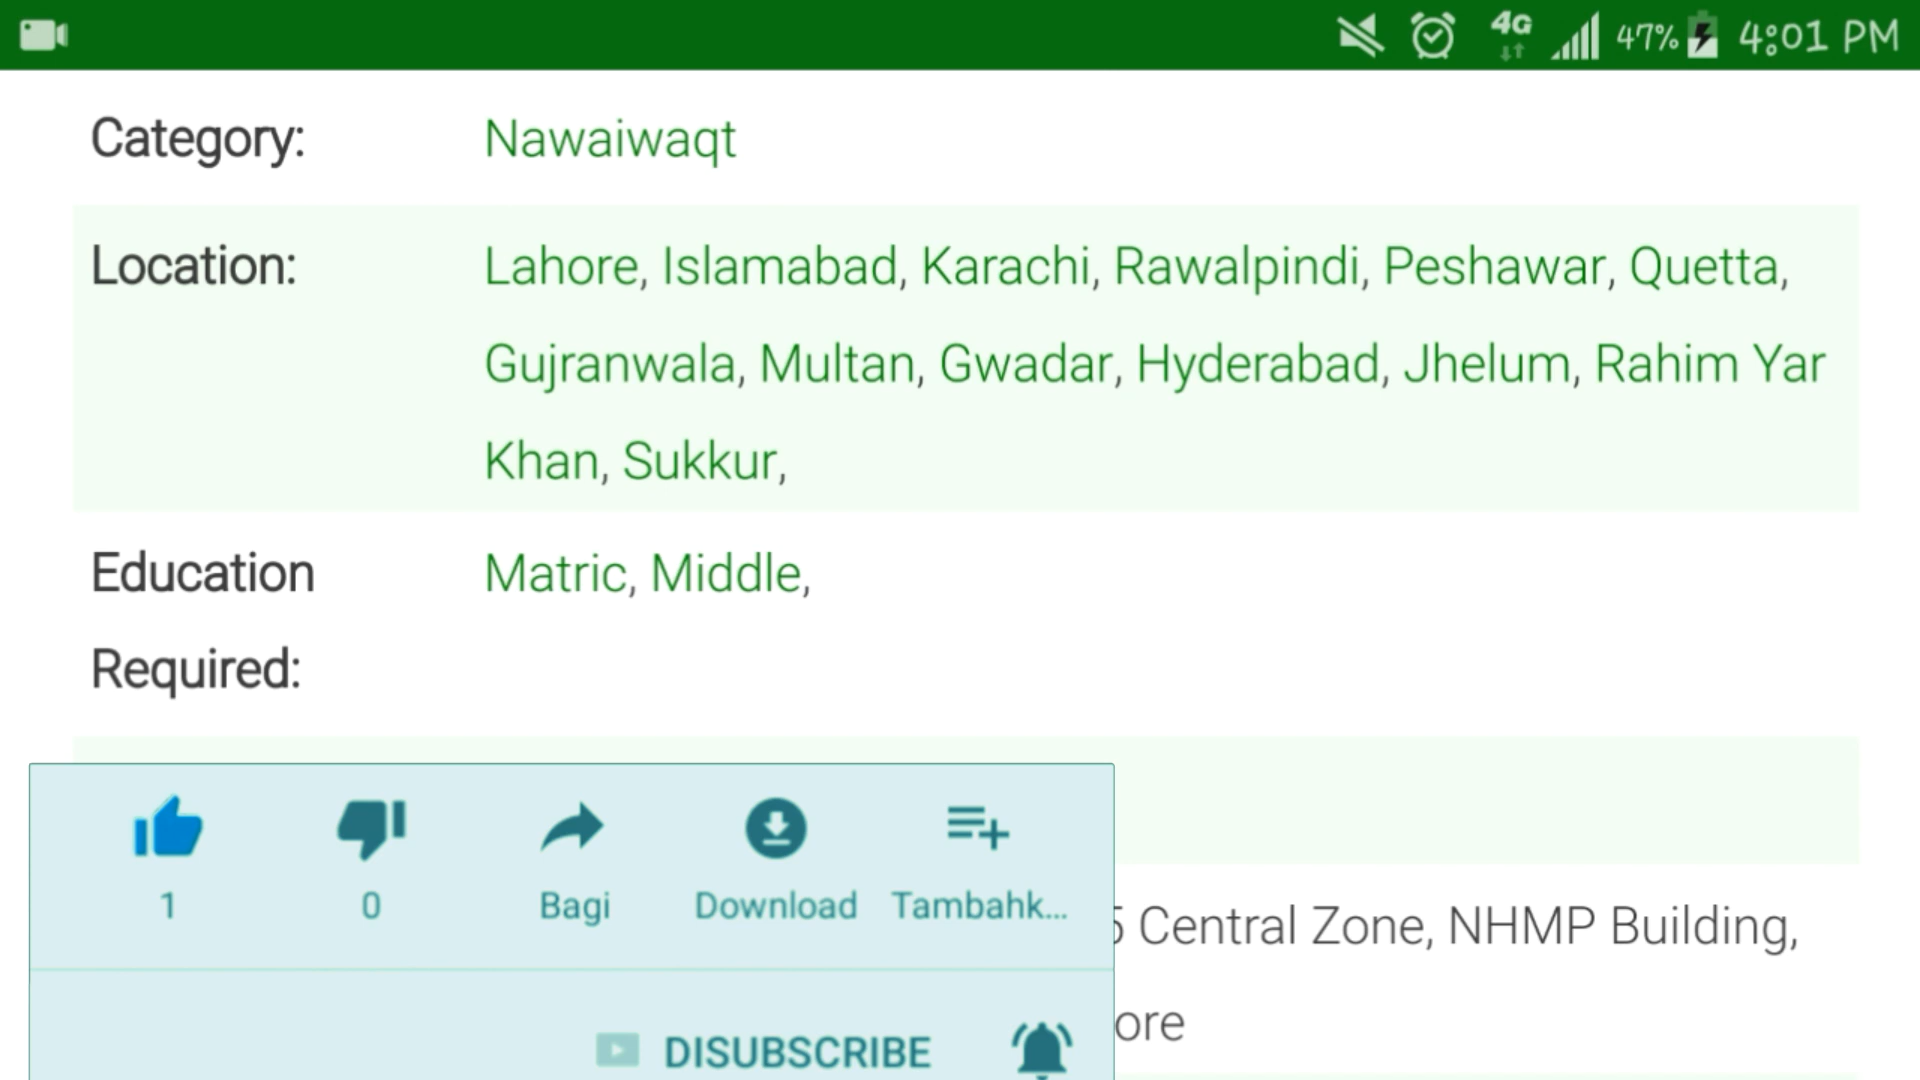 4G 47% 4:01 PM
Category: Nawaiwaqt
Location: Lahore, Islamabad, Karachi, Rawalpindi, Peshawar, Quetta,
Gujranwala, Multan, Gwadar, Hyderabad, Jhelum, Rahim Yar
Khan, Sukkur,
Education Matric, Middle,
Required:
1 0 Bagi Download Tambahk...
Central Zone, NHMP Building,
ore
DISUBSCRIBE